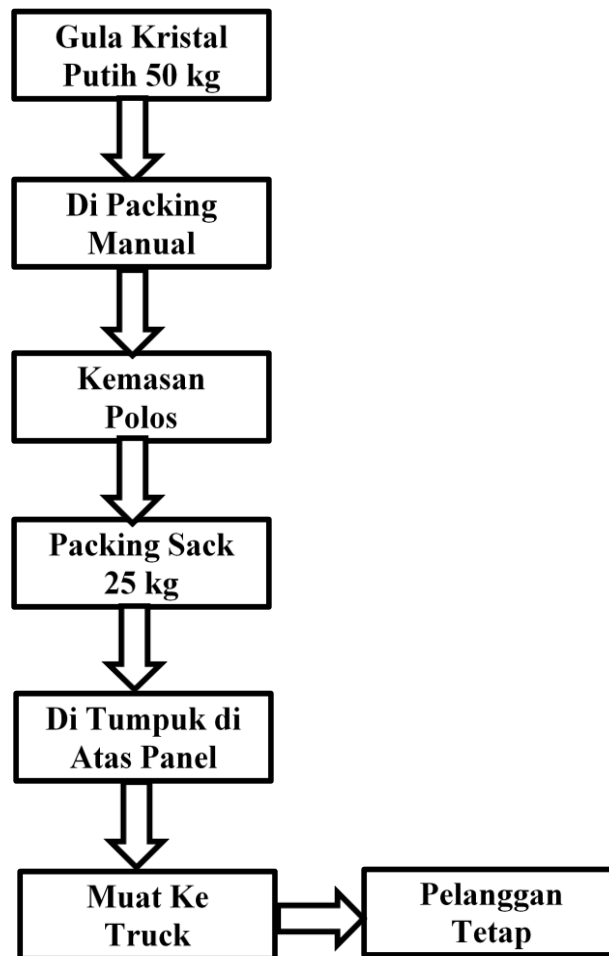 Gula Kristal
Putih 50 kg
Di Packing
Manual
Kemasan
Polos
Packing Sack
25 kg
Di Tumpuk di
Atas Panel
Muat Ke
Truck
Pelanggan
Tetap